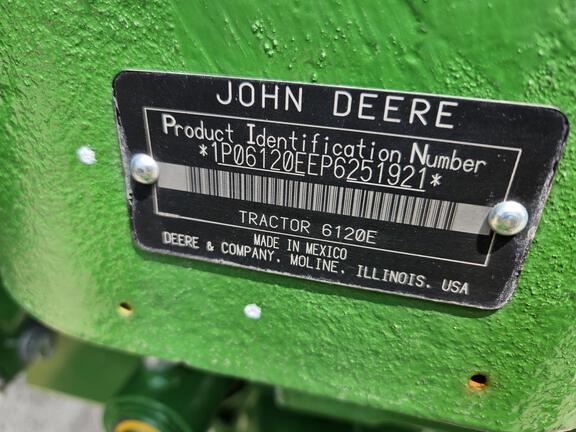 JOHN DEERE
Product Identification Number
*1P06120EEP6251921*
TRACTOR 6120E
MADE IN MEXICO
DEERE & COMPANY, MOLINE, ILLINOIS, USA